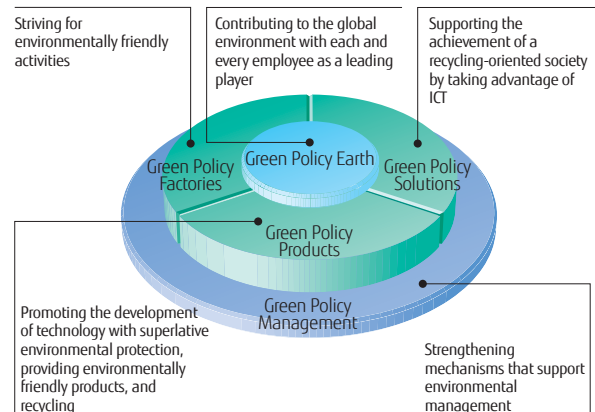 Striving for
environmentally friendly
activities
Contributing to the global
environment with each and
every employee as a leading
player
Supporting the
achievement of a
recycling-oriented society
by taking advantage of
ICT
Green Policy Earth
Green Policy
Factories
Green Policy
Solutions
Green Policy
Products
Green Policy
Management
Promoting the development
of technology with superlative
environmental protection,
providing environmentally
friendly products, and
recycling
Strengthening
mechanisms that support
environmental
management